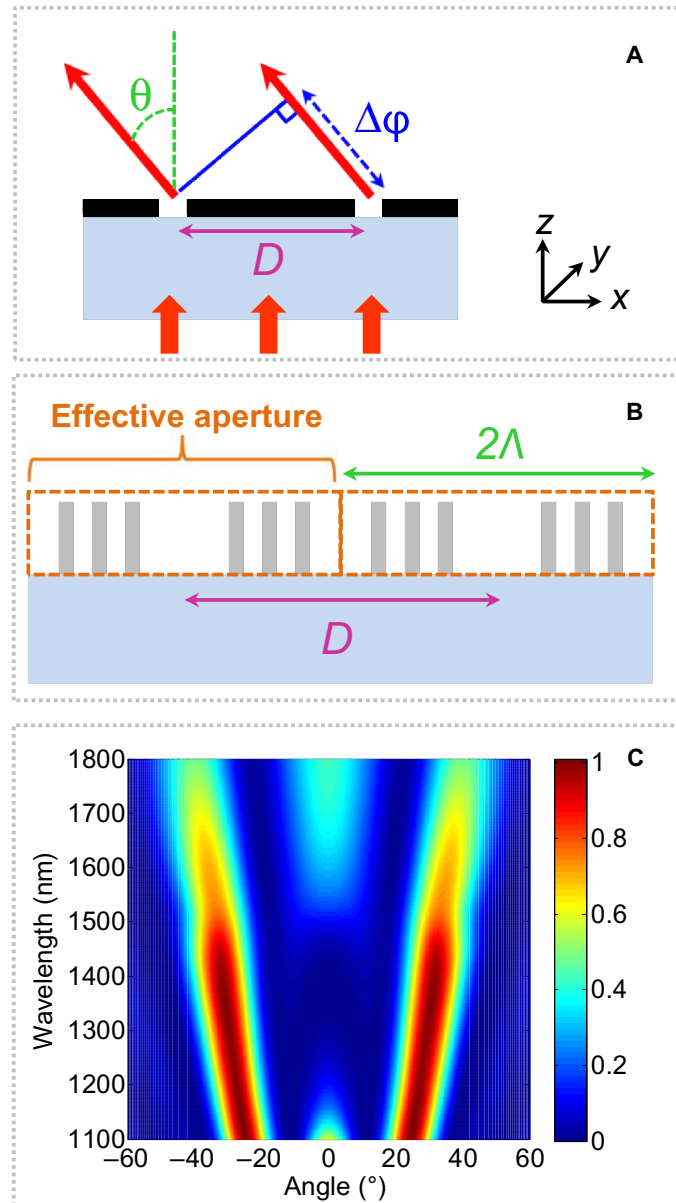 A
θ
Δφ
D
z
y
x
B
Effective aperture
2Λ
D
C
1800
1700
1600
1500
1400
1300
1200
1100
Wavelength (nm)
–60 –40 –20 0 20 40 60
Angle (°)
1
0.8
0.6
0.4
0.2
0